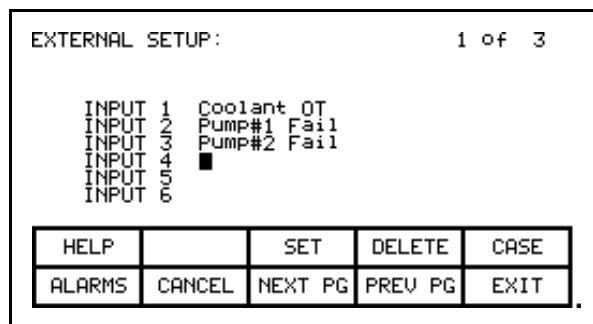 EXTERNAL SETUP: 1 of 3
INPUT 1 Coolant OT
INPUT 2 Pump#1 Fail
INPUT 3 Pump#2 Fail
INPUT 4
INPUT 5
INPUT 6
HELP SET DELETE CASE
ALARMS CANCEL NEXT PG PREV PG EXIT
.